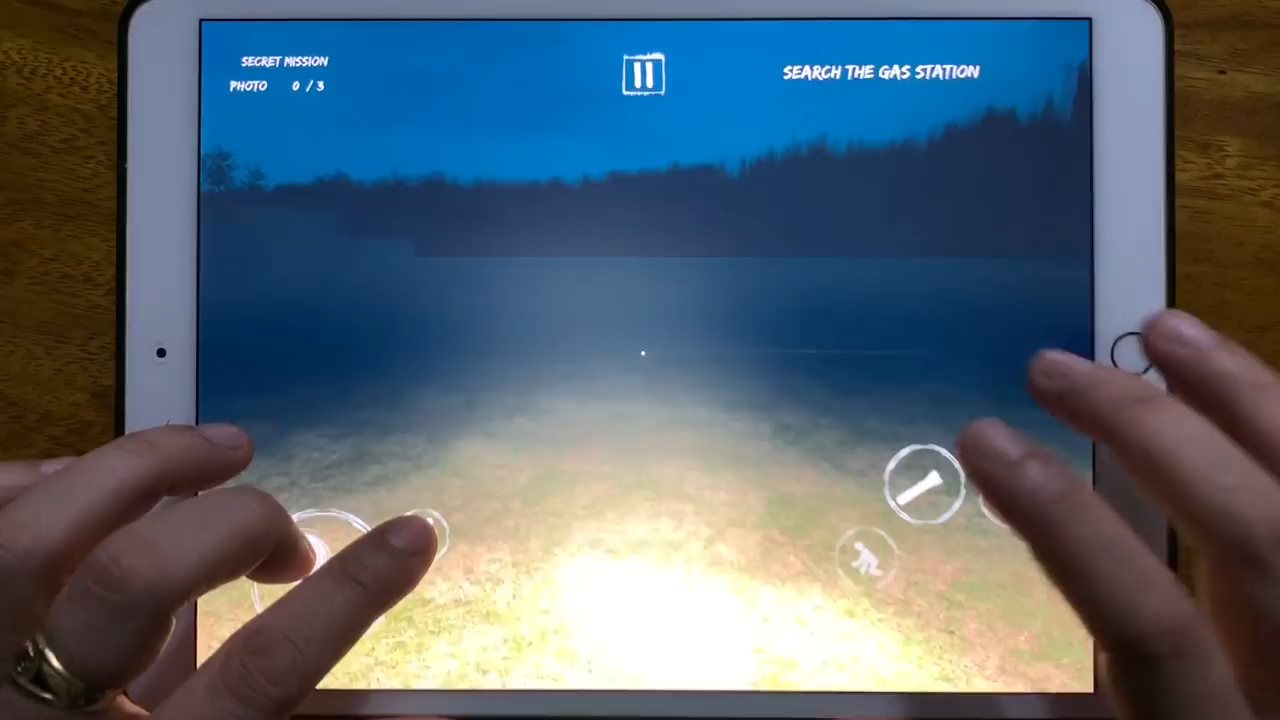 SECRET MISSION
PHOTO 0 / 3
SEARCH THE GAS STATION